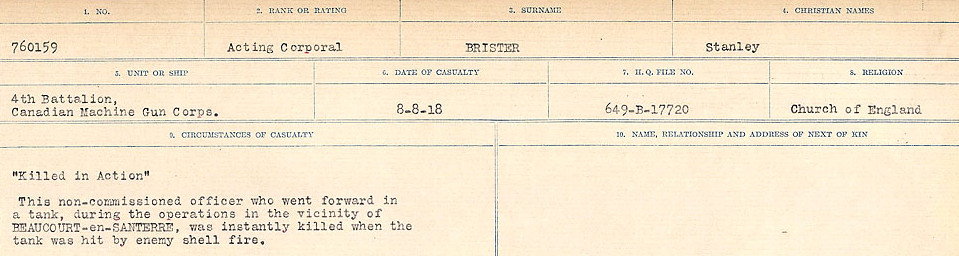 1. NO. 2. RANK OR RATING 3. SURNAME 4. CHRISTIAN NAMES
760159 Acting Corporal BRISTER Stanley
5. UNIT OR SHIP 6. DATE OF CASUALTY 7. H.Q. FILE NO. 8. RELIGION
4th Battalion,
Canadian Machine Gun Corps. 8-8-18 649-B-17720 Church of England
9. CIRCUMSTANCES OF CASUALTY 10. NAME, RELATIONSHIP AND ADDRESS OF NEXT OF KIN
"Killed in Action"
This non-commissioned officer who went forward in
a tank, during the operations in the vicinity of
BEAUCOURT-en-SANTERRE, was instantly killed when the
tank was hit by enemy shell fire.